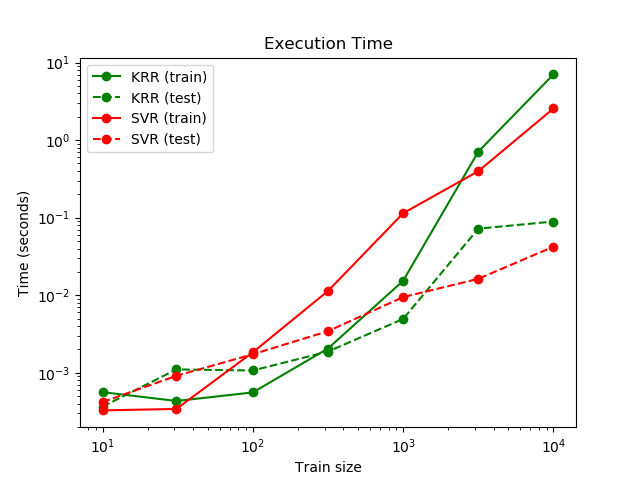 Execution Time
KRR (train)
KRR (test)
SVR (train)
SVR (test)
10¹
10⁰
10⁻¹
10⁻²
10⁻³
Time (seconds)
10¹ 10² 10³ 10⁴
Train size